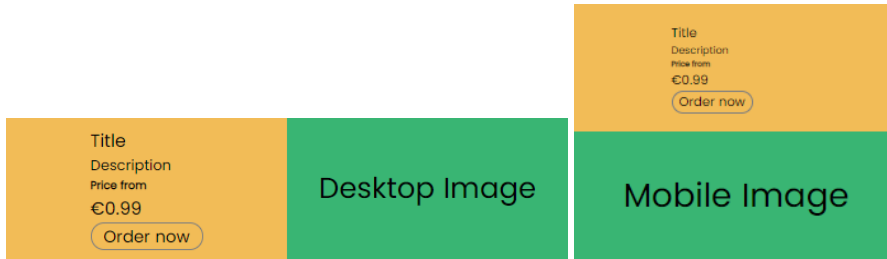 Title
Description
Price from
€0.99
Order now
Desktop Image
Title
Description
Price from
€0.99
Order now
Mobile Image